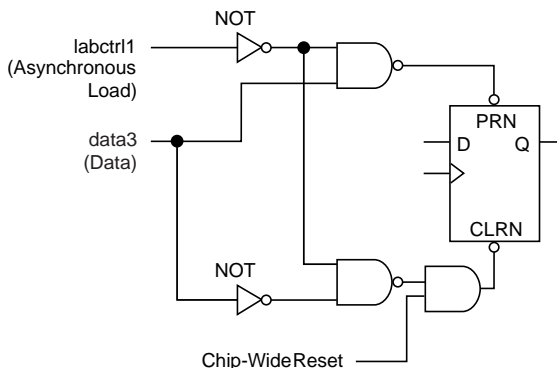 NOT
labctrl1
(Asynchronous
Load)
PRN
data3
(Data)
D
Q
CLRN
NOT
Chip-Wide Reset